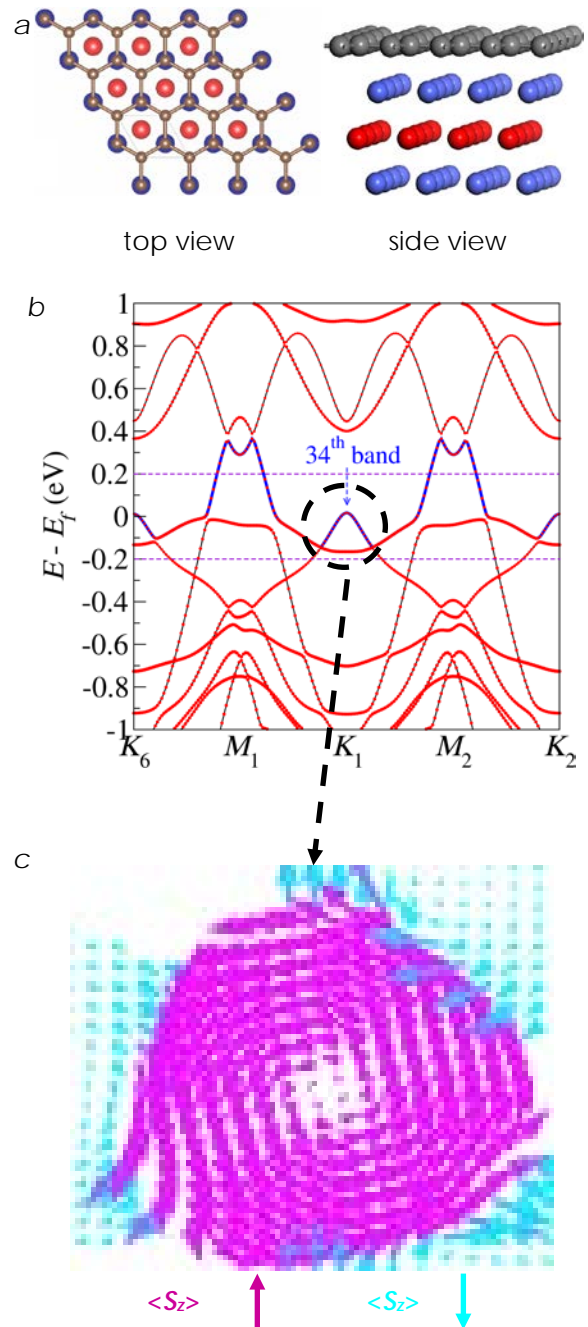 a
top view
side view
b
1
0.8
0.6
0.4
34th band
0.2
0
-0.2
-0.4
-0.6
-0.8
-1
E - Ef (eV)
K6 M1 K1 M2 K2
c
<Sz> <Sz>